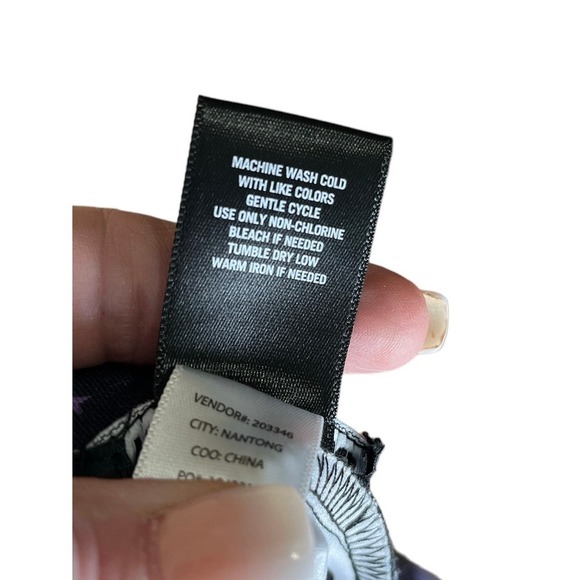 MACHINE WASH COLD
WITH LIKE COLORS
GENTLE CYCLE
USE ONLY NON-CHLORINE
BLEACH IF NEEDED
TUMBLE DRY LOW
WARM IRON IF NEEDED
VENDOR#: 203346
CITY: NANTONG
COO: CHINA